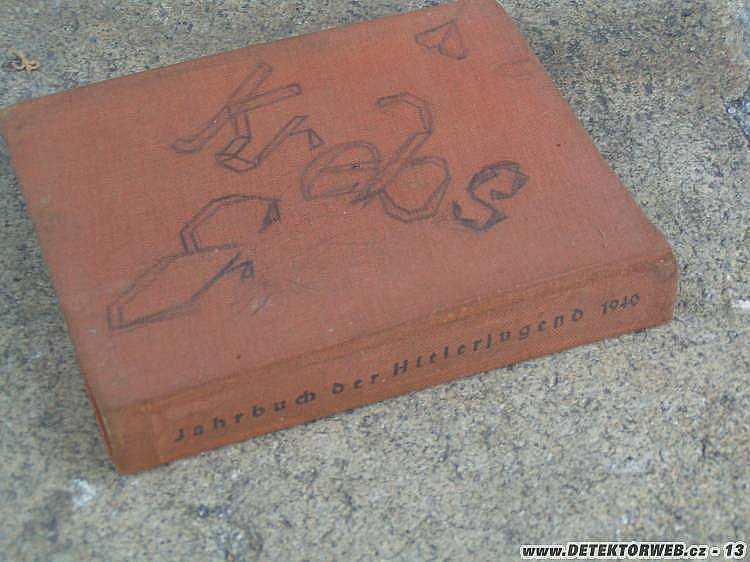 Krebs
Jahrbuch der Hitlerjugend 1940
www.DETEKTORWEB.cz - 13